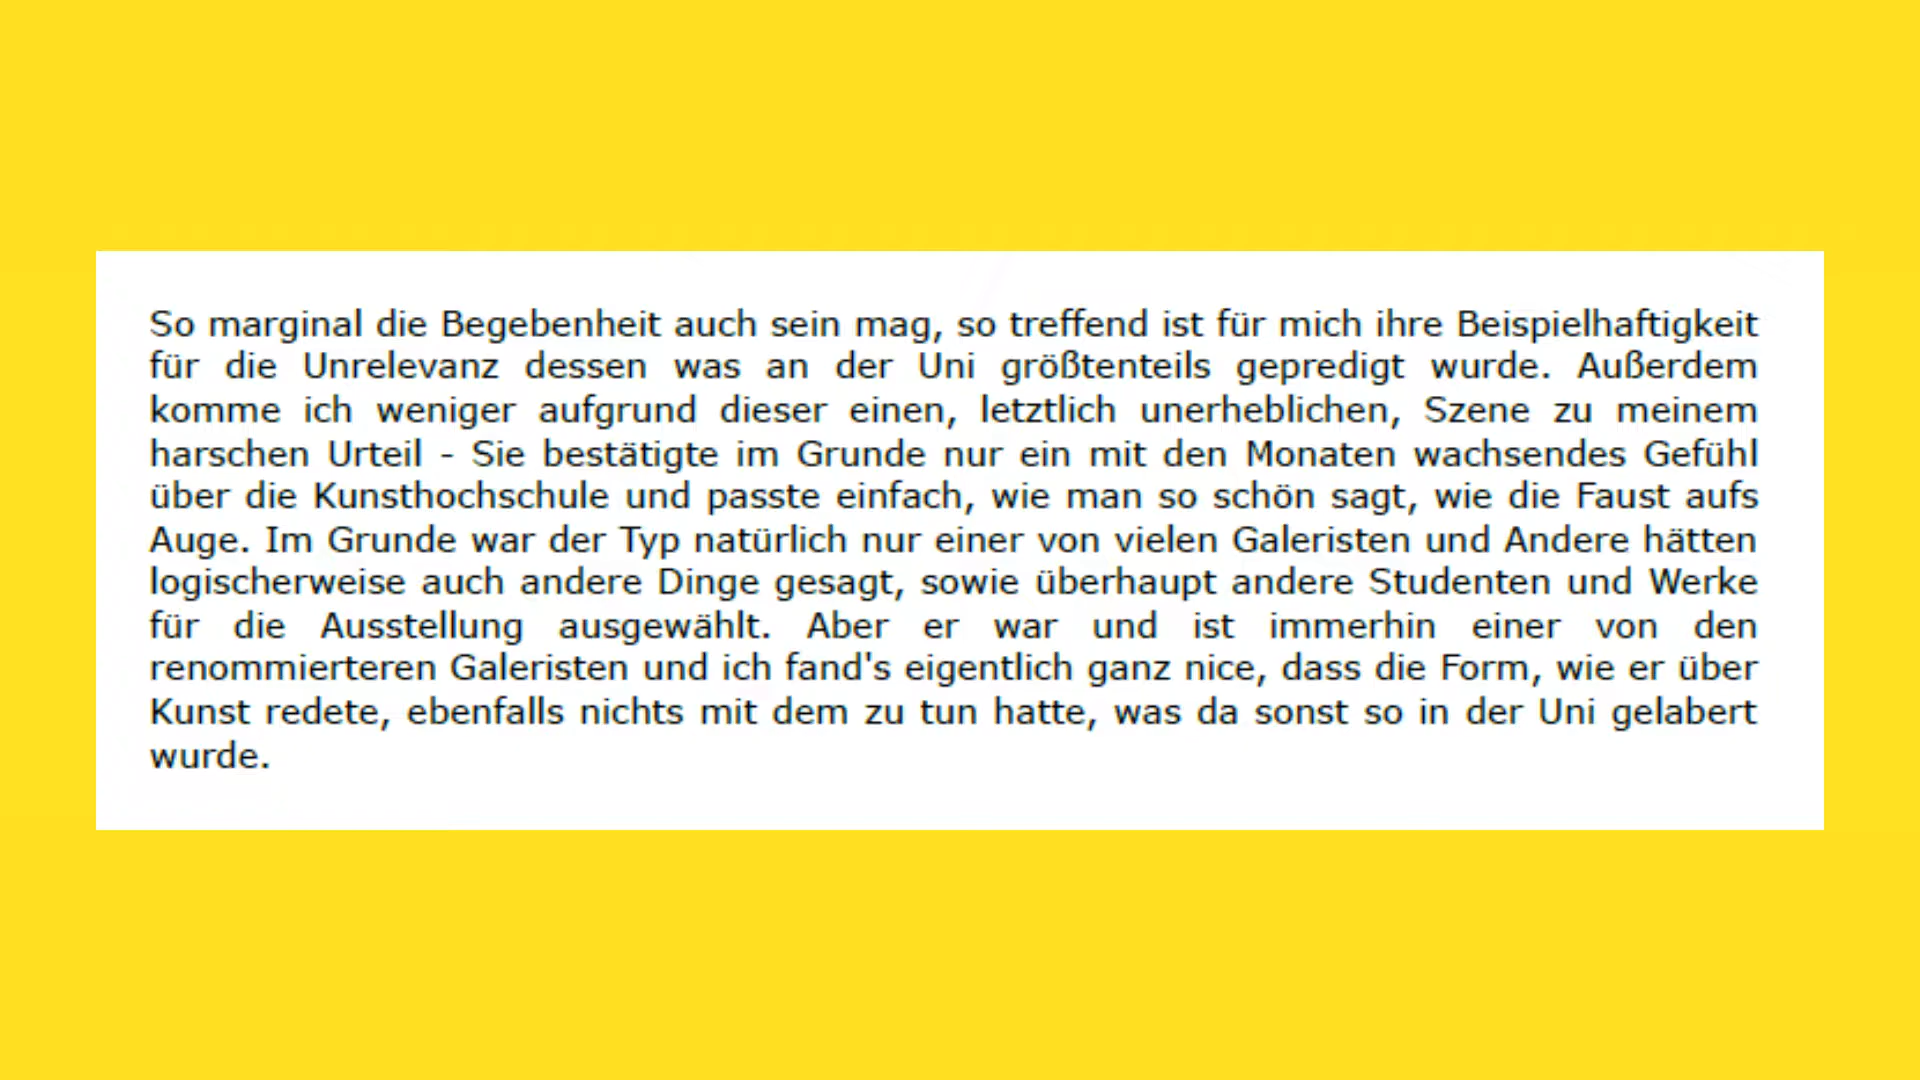 So marginal die Begebenheit auch sein mag, so treffend ist für mich ihre Beispielhaftigkeit
für die Unrelevanz dessen was an der Uni größtenteils gepredigt wurde. Außerdem
komme ich weniger aufgrund dieser einen, letztlich unerheblichen, Szene zu meinem
harschen Urteil - Sie bestätigte im Grunde nur ein mit den Monaten wachsendes Gefühl
über die Kunsthochschule und passte einfach, wie man so schön sagt, wie die Faust aufs
Auge. Im Grunde war der Typ natürlich nur einer von vielen Galeristen und Andere hätten
logischerweise auch andere Dinge gesagt, sowie überhaupt andere Studenten und Werke
für die Ausstellung ausgewählt. Aber er war und ist immerhin einer von den
renommierteren Galeristen und ich fand's eigentlich ganz nice, dass die Form, wie er über
Kunst redete, ebenfalls nichts mit dem zu tun hatte, was da sonst so in der Uni gelabert
wurde.